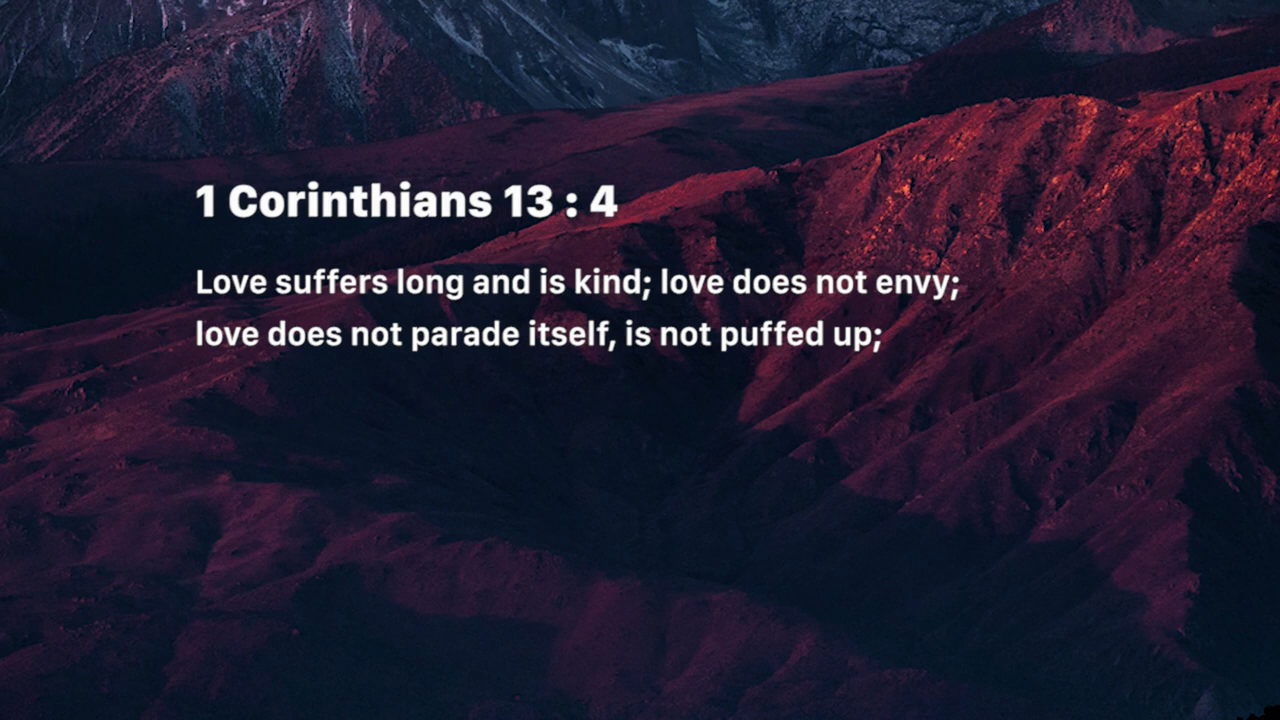 1 Corinthians 13 : 4
Love suffers long and is kind; love does not envy;
love does not parade itself, is not puffed up;